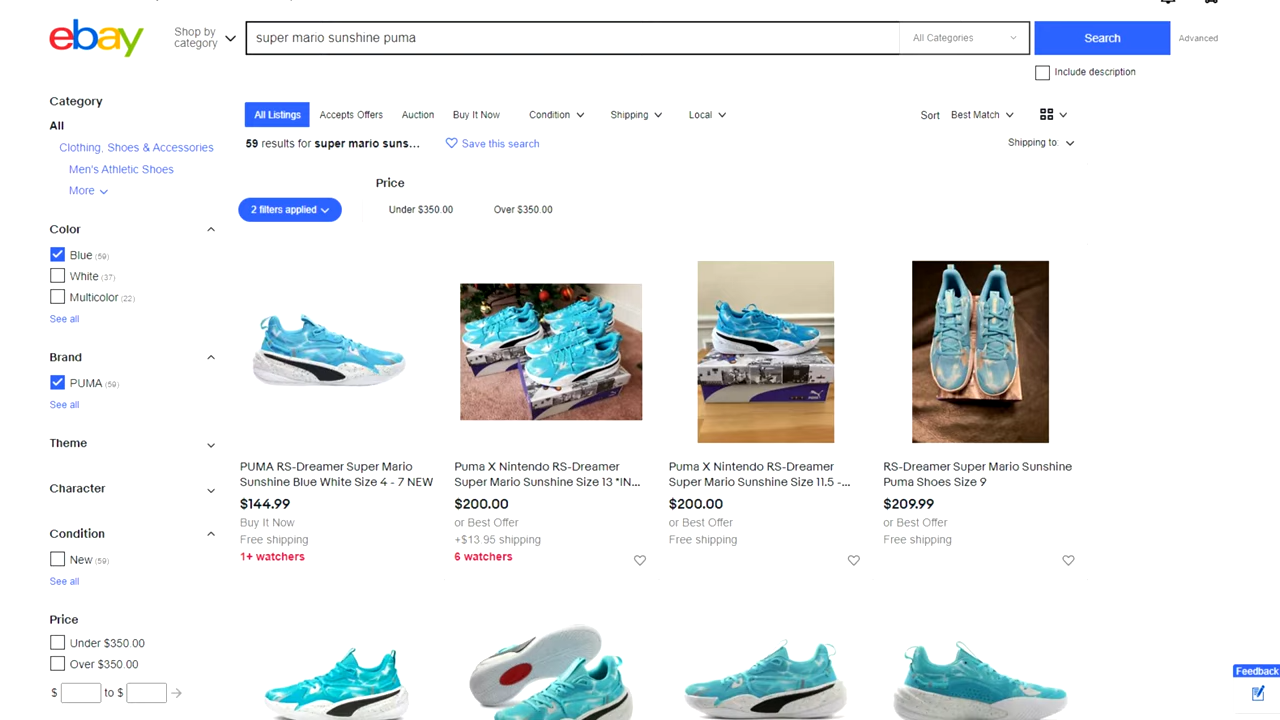 ebay
Shop by
category
super mario sunshine puma
All Categories
Search
Advanced
Include description
Category
All
Clothing, Shoes & Accessories
Men's Athletic Shoes
More
All Listings
Accepts Offers
Auction
Buy It Now
Condition
Shipping
Local
Sort
Best Match
59 results for super mario suns...
Save this search
Shipping to
2 filters applied
Price
Under $350.00
Over $350.00
Color
Blue (59)
White (37)
Multicolor (22)
See all
Brand
PUMA (59)
See all
Theme
Character
Condition
New (59)
See all
Price
Under $350.00
Over $350.00
$
to $
PUMA RS-Dreamer Super Mario
Sunshine Blue White Size 4 - 7 NEW
$144.99
Buy It Now
Free shipping
1+ watchers
Puma X Nintendo RS-Dreamer
Super Mario Sunshine Size 13 *IN...
$200.00
or Best Offer
+$13.95 shipping
6 watchers
Puma X Nintendo RS-Dreamer
Super Mario Sunshine Size 11.5 -...
$200.00
or Best Offer
Free shipping
RS-Dreamer Super Mario Sunshine
Puma Shoes Size 9
$209.99
or Best Offer
Free shipping
Feedback